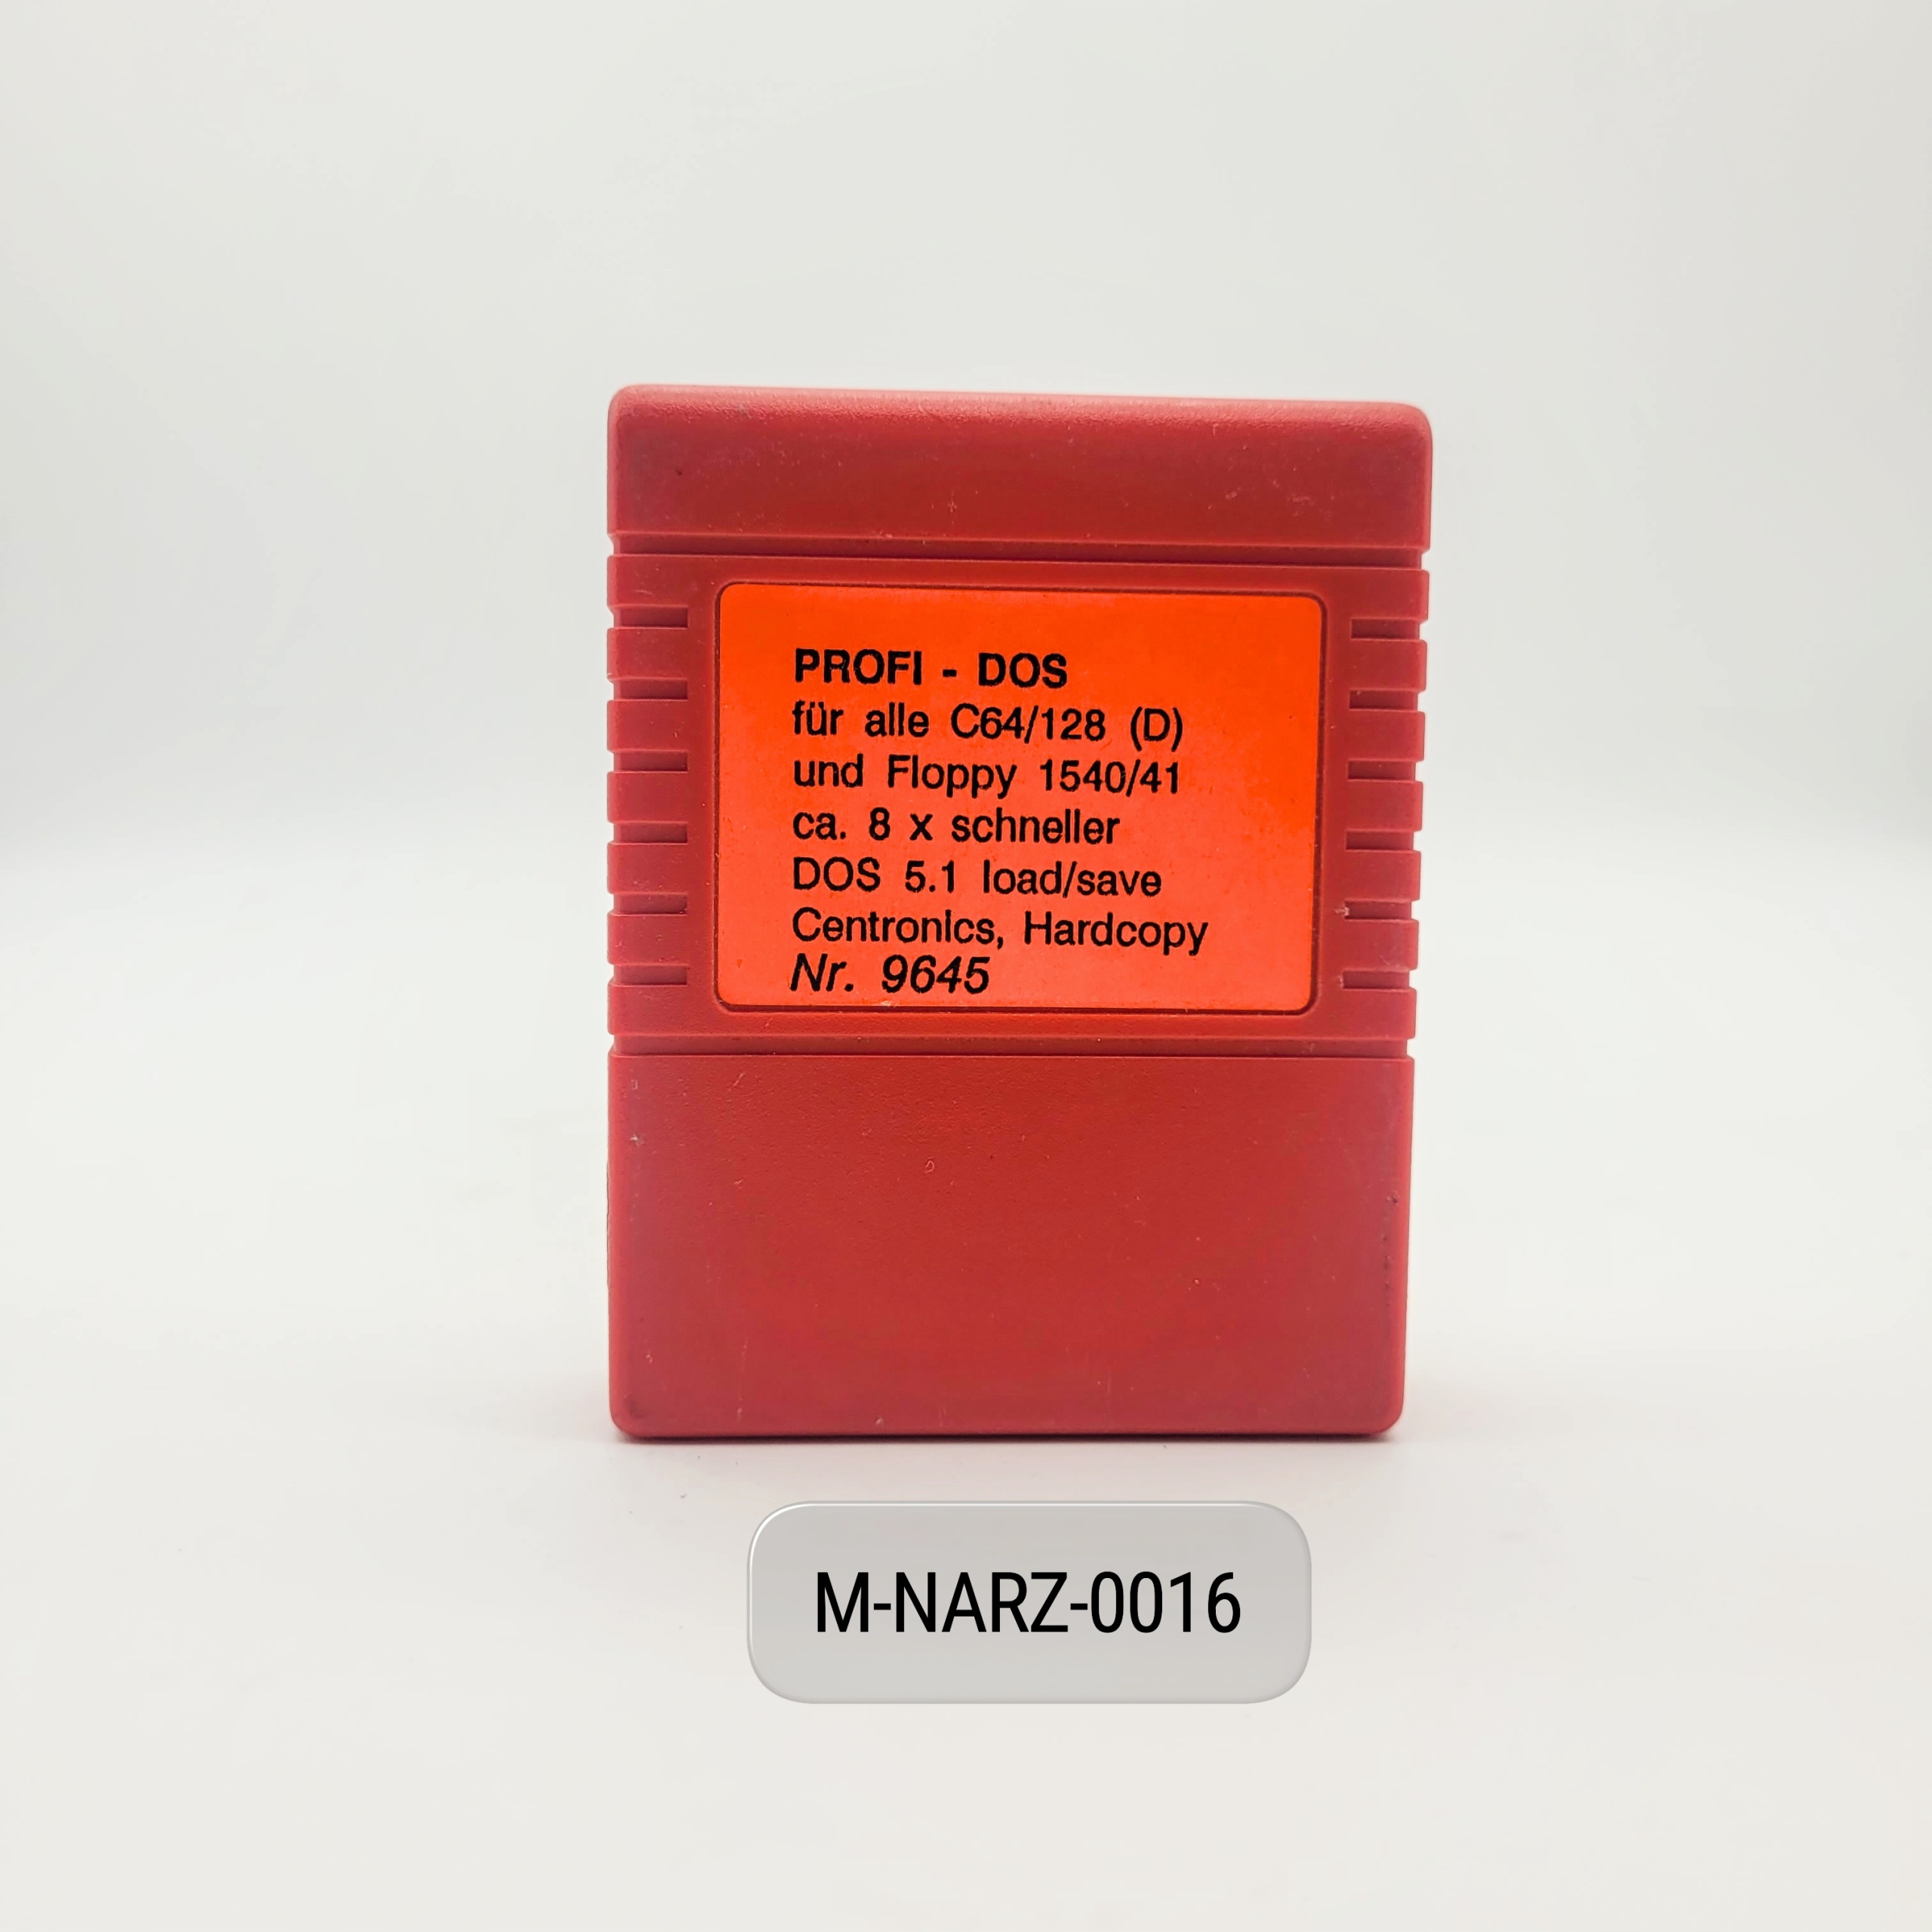 PROFI - DOS
für alle C64/128 (D)
und Floppy 1540/41
ca. 8 x schneller
DOS 5.1 load/save
Centronics, Hardcopy
Nr. 9645
M-NARZ-0016